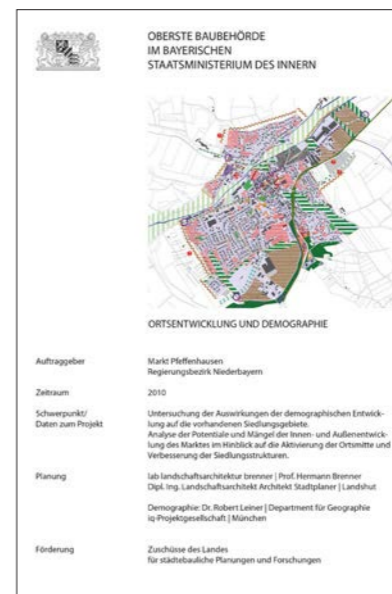 OBERSTE BAUBEHÖRDE
IM BAYERISCHEN
STAATSMINISTERIUM DES INNERN
ORTSENTWICKLUNG UND DEMOGRAPHIE
Auftraggeber
Markt Pfeffenhausen
Regierungsbezirk Niederbayern
Zeitraum
2010
Schwerpunkt/
Daten zum Projekt
Untersuchung der Auswirkungen der demographischen Entwick-
lung auf die vorhandenen Siedlungsgebiete.
Analyse der Potentiale und Mängel der Innen- und Außenentwick-
lung des Marktes im Hinblick auf die Aktivierung der Ortsmitte und
Verbesserung der Siedlungsstrukturen.
Planung
lab landschaftsarchitektur brenner | Prof. Hermann Brenner
Dipl. Ing. Landschaftsarchitekt Architekt Stadtplaner | Landshut
Demographie: Dr. Robert Leiner | Department für Geographie
iq-Projektgesellschaft | München
Förderung
Zuschüsse des Landes
für städtebauliche Planungen und Forschungen